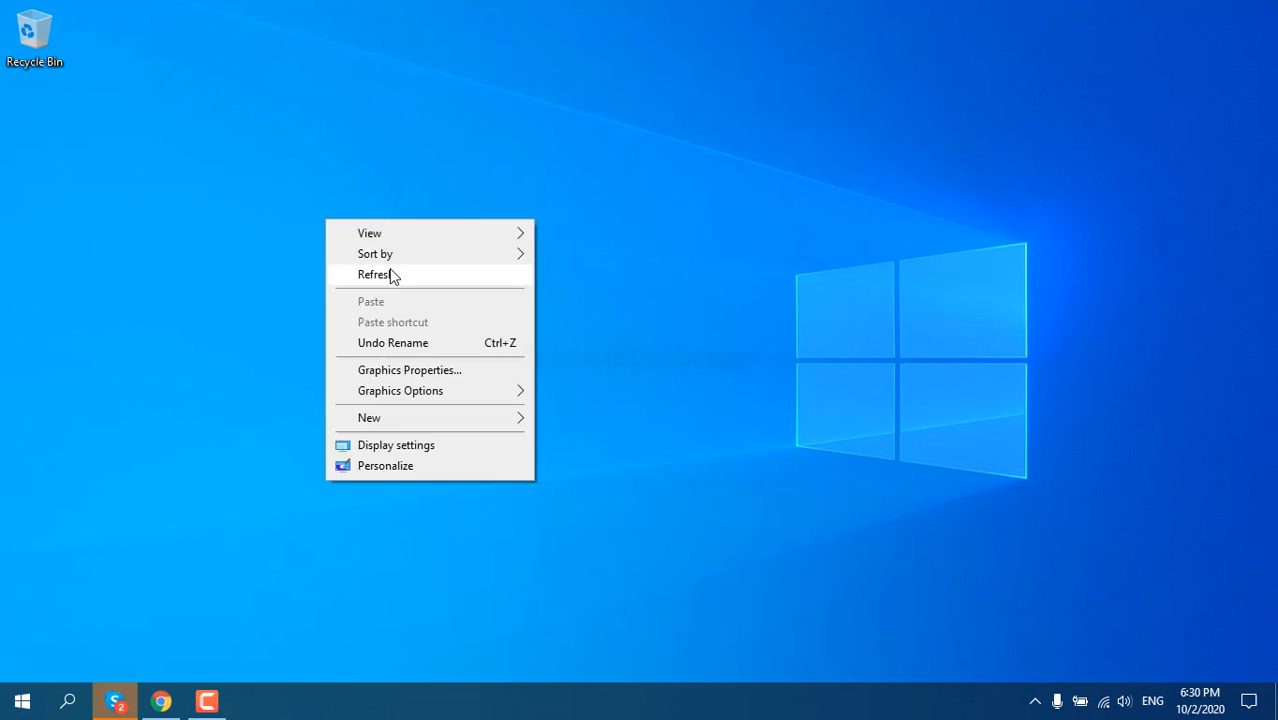 Recycle Bin
View
Sort by
Refresh
Paste
Paste shortcut
Undo Rename Ctrl+Z
Graphics Properties...
Graphics Options
New
Display settings
Personalize
2
ENG
6:30 PM
10/2/2020